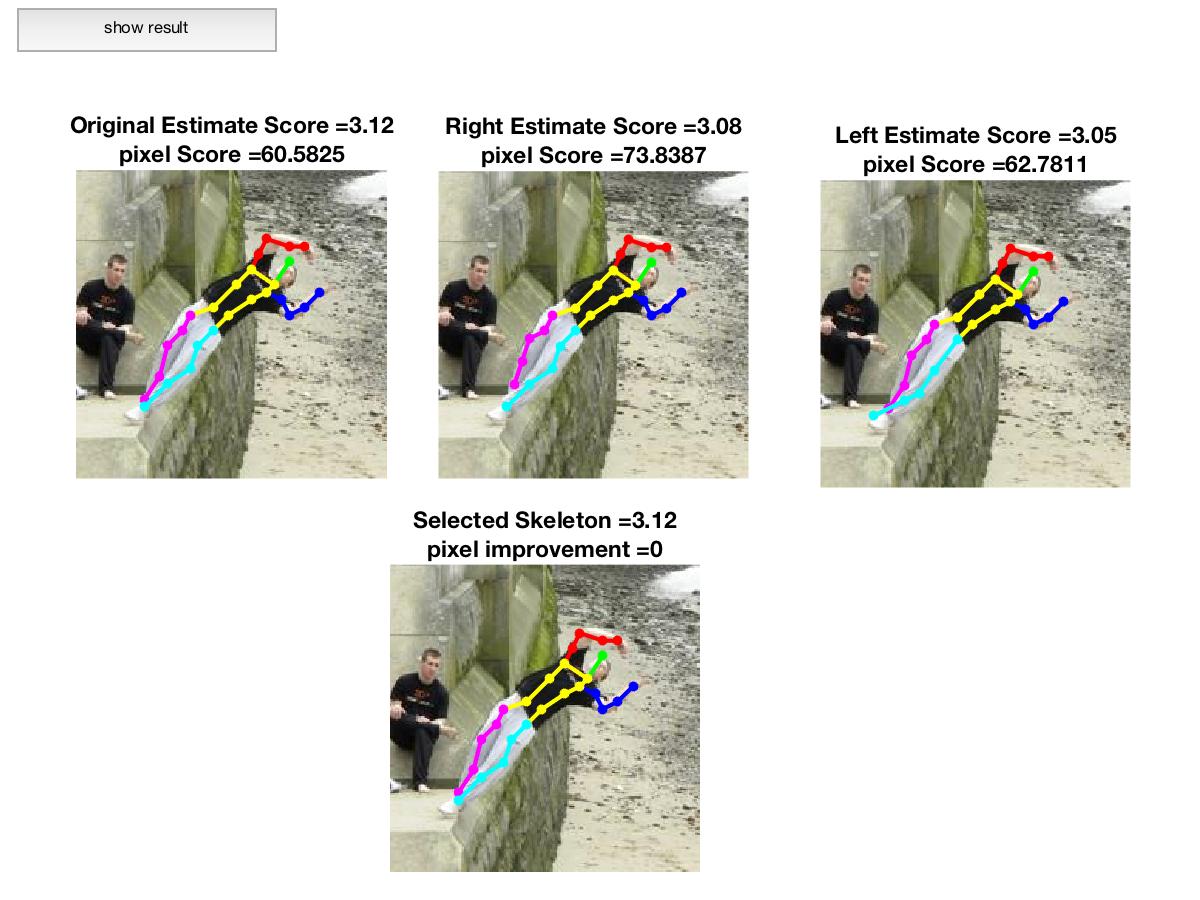 show result
Original Estimate Score =3.12
pixel Score =60.5825
Right Estimate Score =3.08
pixel Score =73.8387
Left Estimate Score =3.05
pixel Score =62.7811
Selected Skeleton =3.12
pixel improvement =0